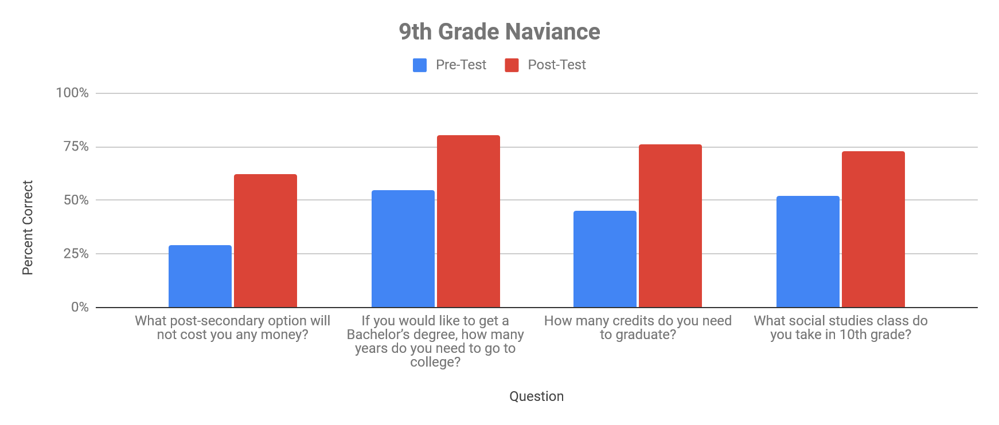 9th Grade Naviance
Pre-Test Post-Test
100%
75%
50%
25%
0%
Percent Correct
What post-secondary option will
not cost you any money?
If you would like to get a
Bachelor’s degree, how many
years do you need to go to
college?
How many credits do you need
to graduate?
What social studies class do
you take in 10th grade?
Question